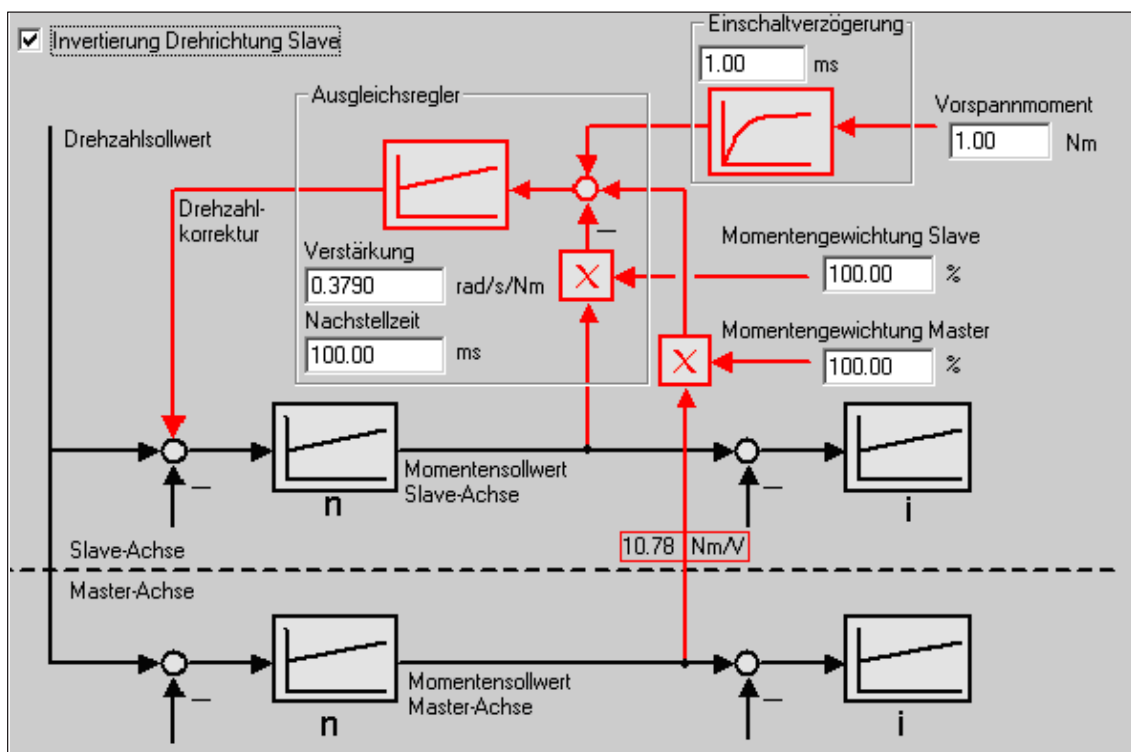 Invertierung Drehrichtung Slave
Einschaltverzögerung
1.00 ms
Ausgleichsregler
Vorspannmoment
1.00 Nm
Drehzahlsollwert
Drehzahl-
korrektur
Verstärkung
0.3790 rad/s/Nm
Nachstellzeit
100.00 ms
X
Momentengewichtung Slave
100.00 %
X
Momentengewichtung Master
100.00 %
n
Momentensollwert
Slave-Achse
i
10.78 Nm/V
Slave-Achse
Master-Achse
n
Momentensollwert
Master-Achse
i